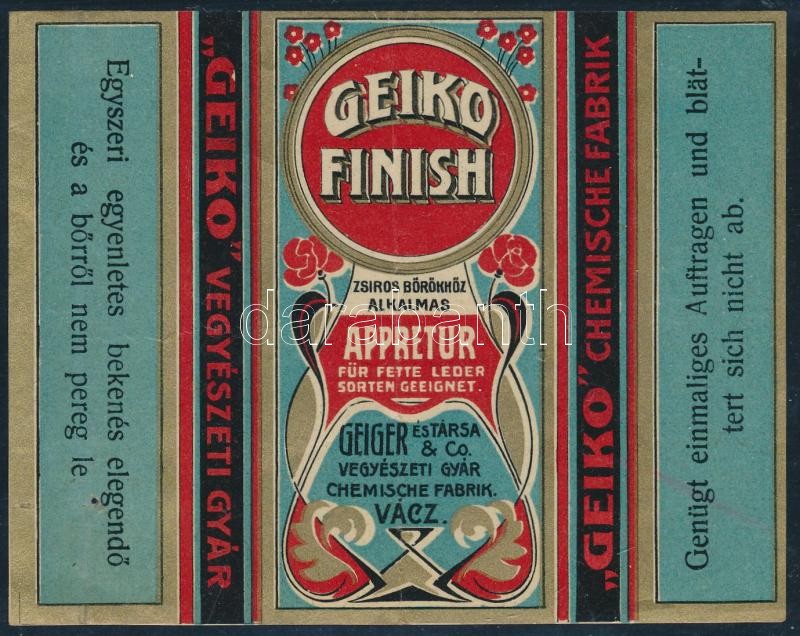 Egyszeri egyenletes bekenés elegendő
és a bőrről nem pereg le.
„GEIKO” VEGYÉSZETI GYÁR
GEIKO
FINISH
ZSIROS BÖRÖKHÖZ
ALKALMAS
APPRETUR
FÜR FETTE LEDER
SORTEN GEEIGNET.
GEIGER ÉS TÁRSA
& Co.
VEGYÉSZETI GYÁR
CHEMISCHE FABRIK.
VÁCZ.
„GEIKO” CHEMISCHE FABRIK
Genügt einmaliges Auftragen und blät-
tert sich nicht ab.
darabanth